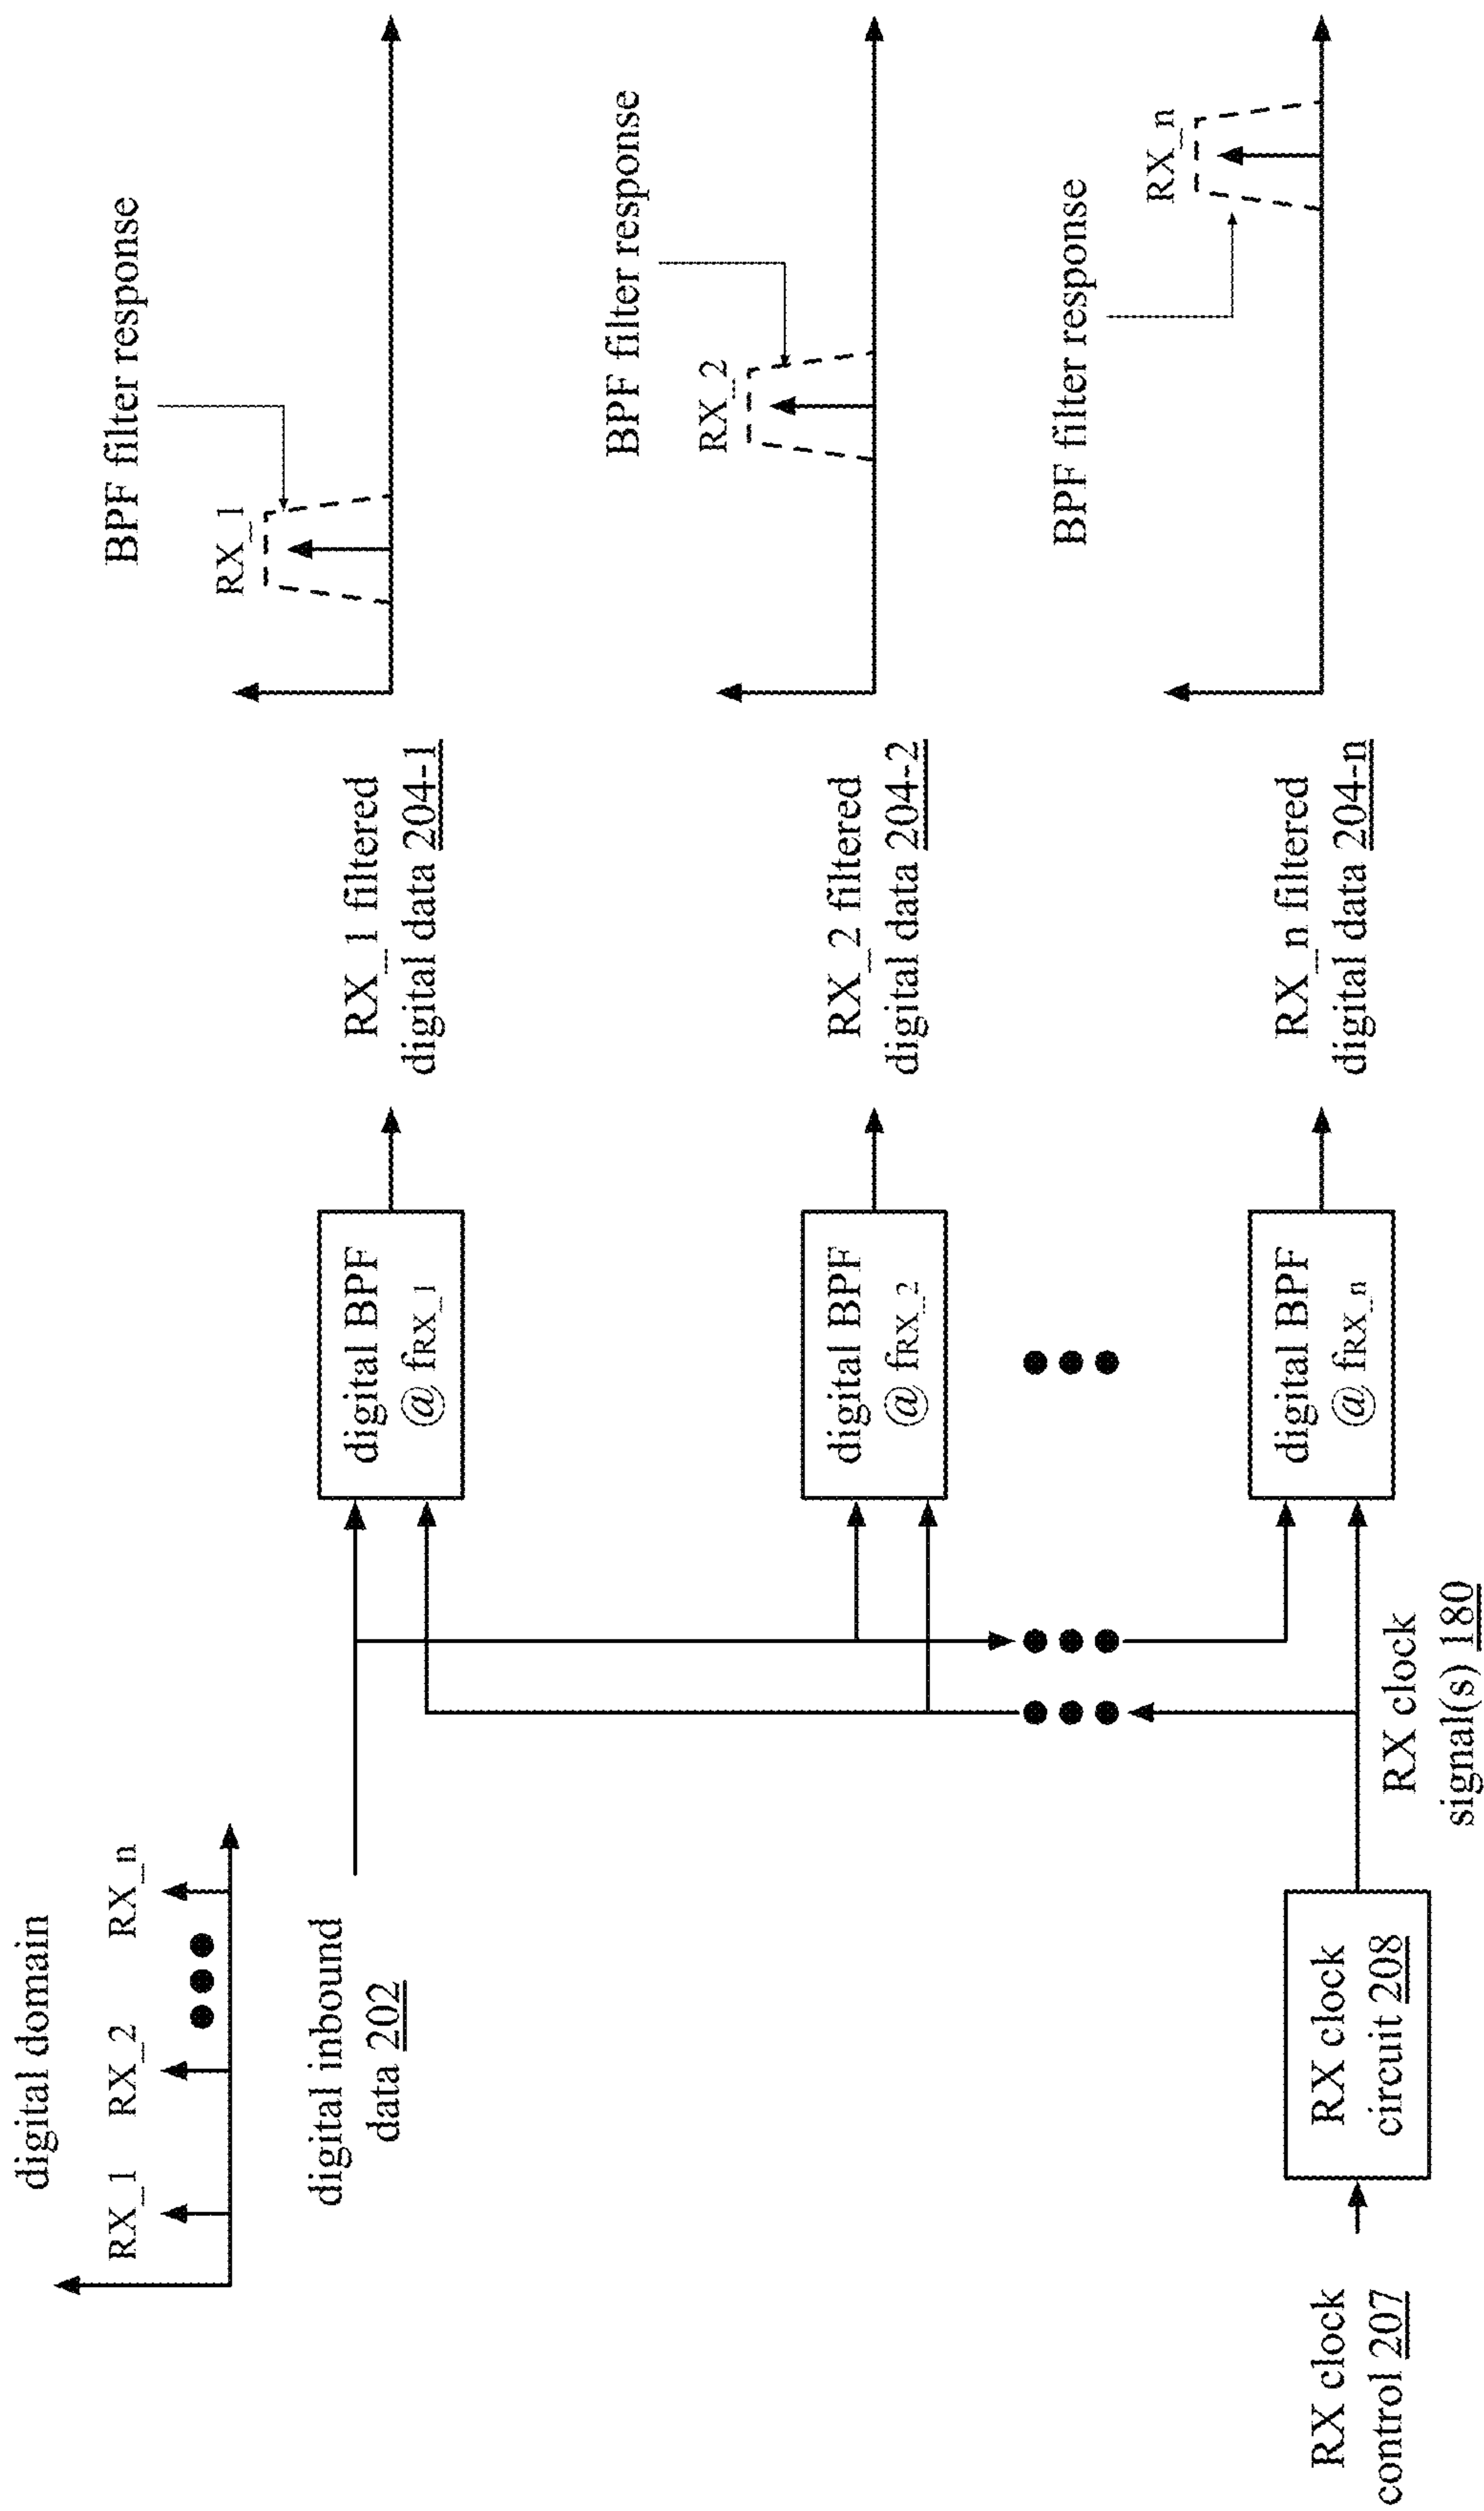 digital domain
RX_1
RX_2
RX_n
digital inbound
data 202
RX clock
control 207
RX clock
circuit 208
RX clock
signal(s) 180
digital BPF
@ fRX_1
RX_1 filtered
digital data 204-1
BPF filter response
RX_1
digital BPF
@ fRX_2
RX_2 filtered
digital data 204-2
BPF filter response
RX_2
digital BPF
@ fRX_n
RX_n filtered
digital data 204-n
BPF filter response
RX_n